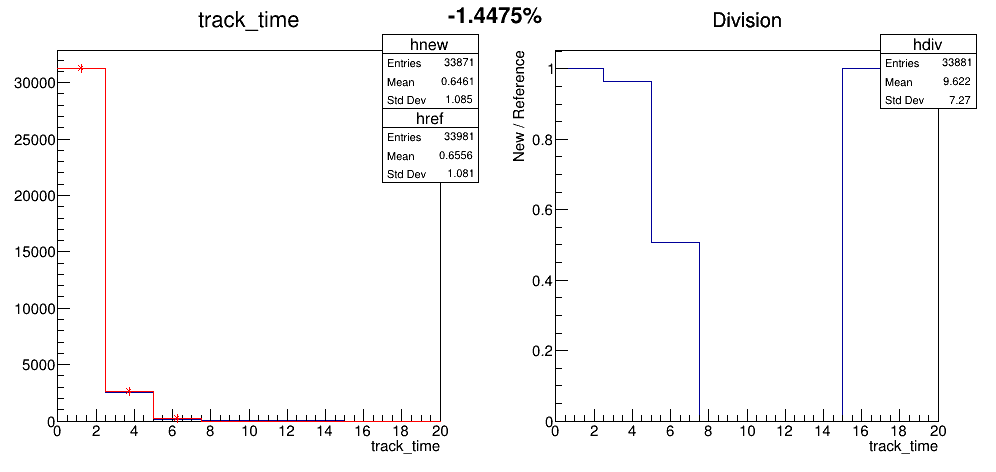 track_time
-1.4475%
Division
hnew
Entries 33871
Mean 0.6461
Std Dev 1.085
href
Entries 33981
Mean 0.6556
Std Dev 1.081
30000
25000
20000
15000
10000
5000
0
0 2 4 6 8 10 12 14 16 18 20
track_time
hdiv
Entries 33881
Mean 9.622
Std Dev 7.27
New / Reference
1
0.8
0.6
0.4
0.2
0
0 2 4 6 8 10 12 14 16 18 20
track_time